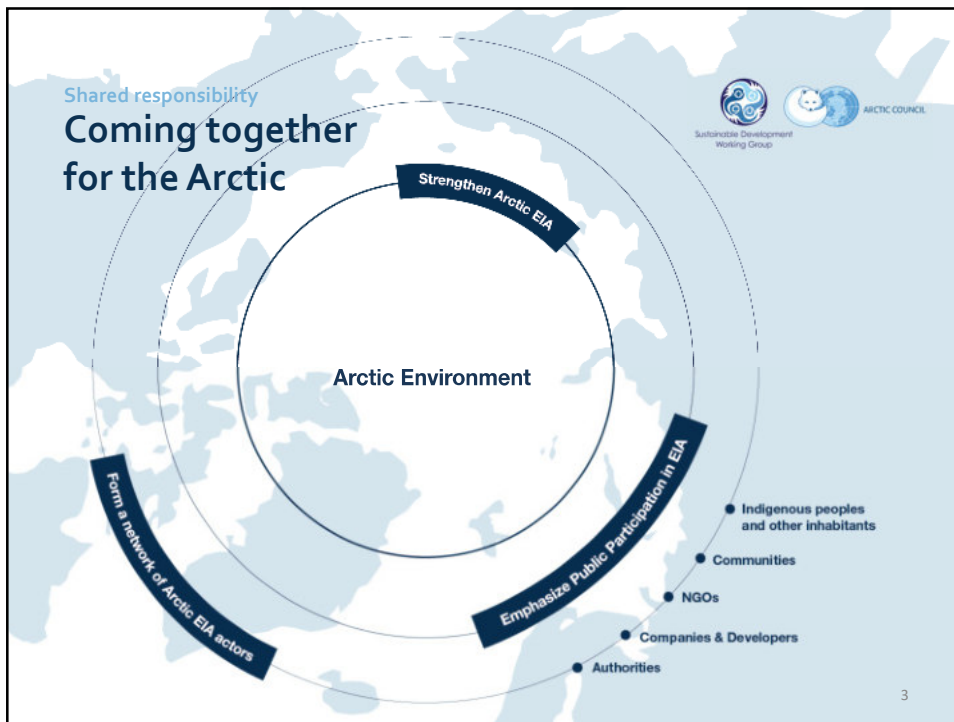 Shared responsibility
Coming together
for the Arctic
Sustainable Development
Working Group
ARCTIC COUNCIL
Strengthen Arctic EIA
Arctic Environment
Form a network of Arctic EIA actors
Emphasize Public Participation in EIA
Indigenous peoples
and other inhabitants
Communities
NGOs
Companies & Developers
Authorities
3